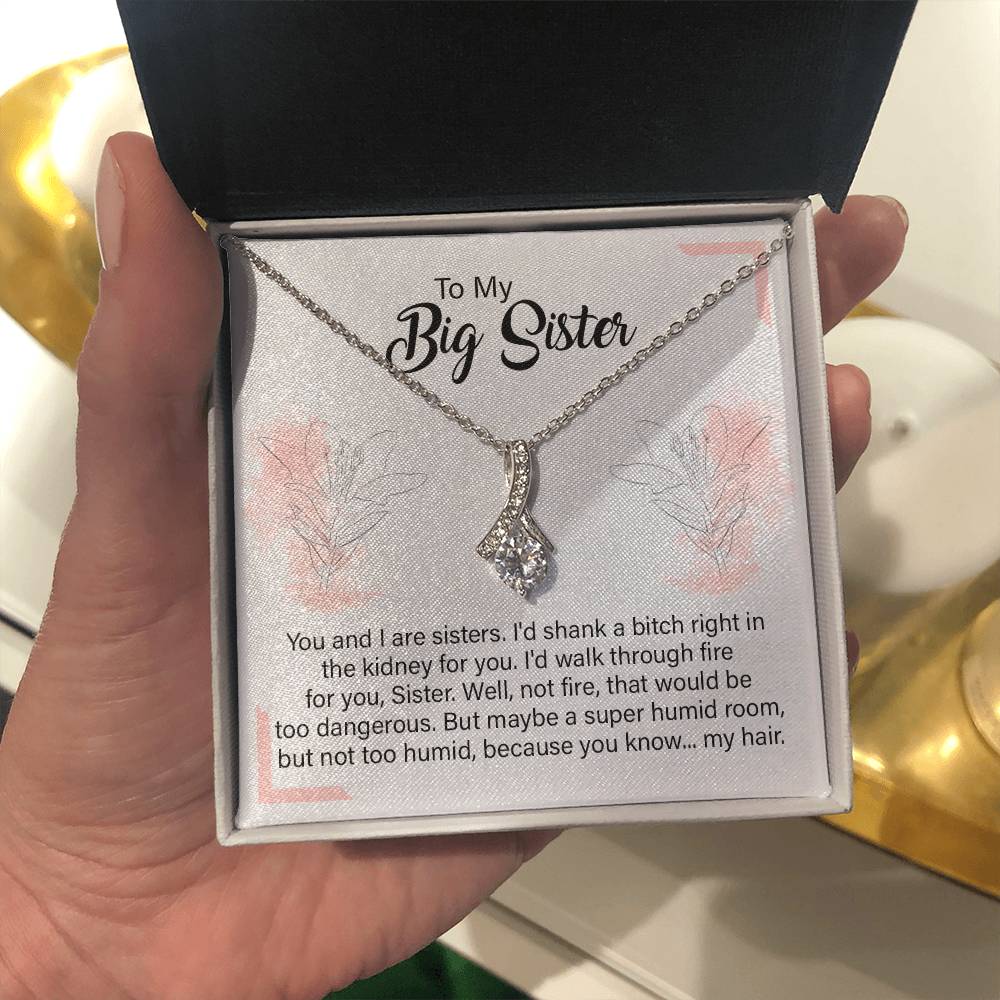 To My
Big Sister
You and I are sisters. I'd shank a bitch right in
the kidney for you. I'd walk through fire
for you, Sister. Well, not fire, that would be
too dangerous. But maybe a super humid room,
but not too humid, because you know... my hair.